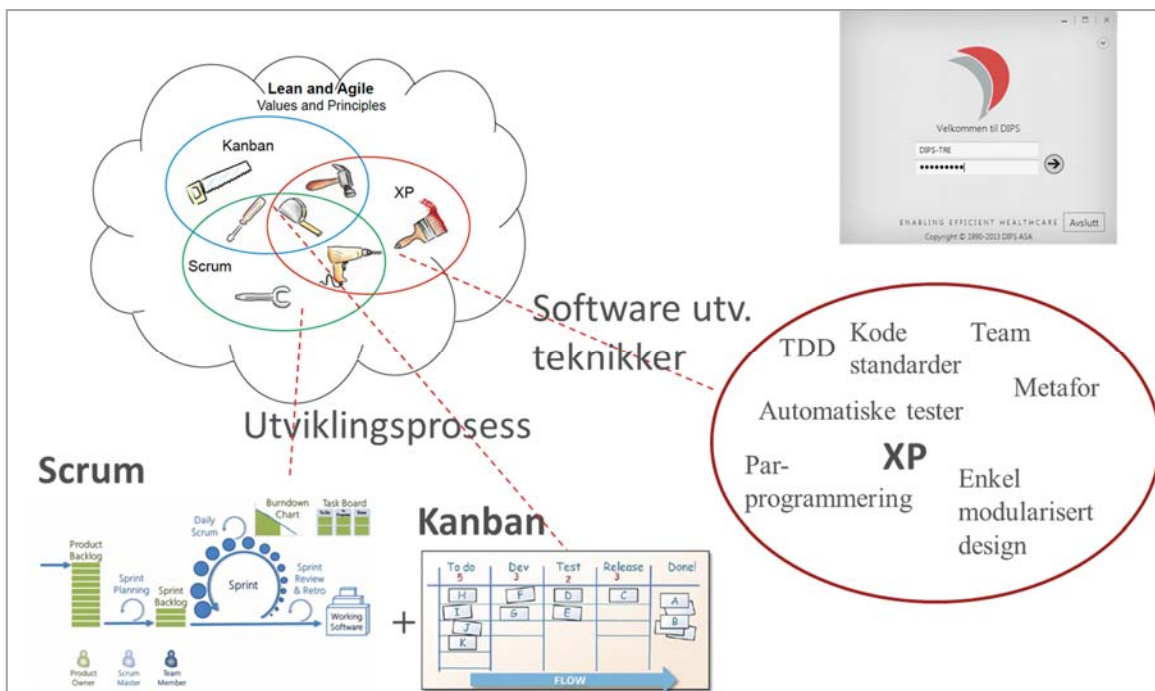 Lean and Agile
Values and Principles
Kanban
XP
Scrum
Velkommen til DIPS
DIPS-TRE
ENABLING EFFICIENT HEALTHCARE
Avslutt
Copyright © 1990-2013 DIPS ASA
Software utv.
teknikker
Utviklingsprosess
TDD
Kode
standarder
Team
Metafor
Automatiske tester
XP
Par-
programmering
Enkel
modularisert
design
Scrum
Burndown
Chart
Task Board
Daily
Scrum
Product
Backlog
Sprint
Planning
Sprint
Backlog
Sprint
Sprint
Review
& Retro
Working
Software
Product
Owner
Scrum
Master
Team
Member
+
Kanban
To do
5
Dev
3
Test
2
Release
3
Done!
H
F
D
C
A
I
G
E
B
J
K
FLOW